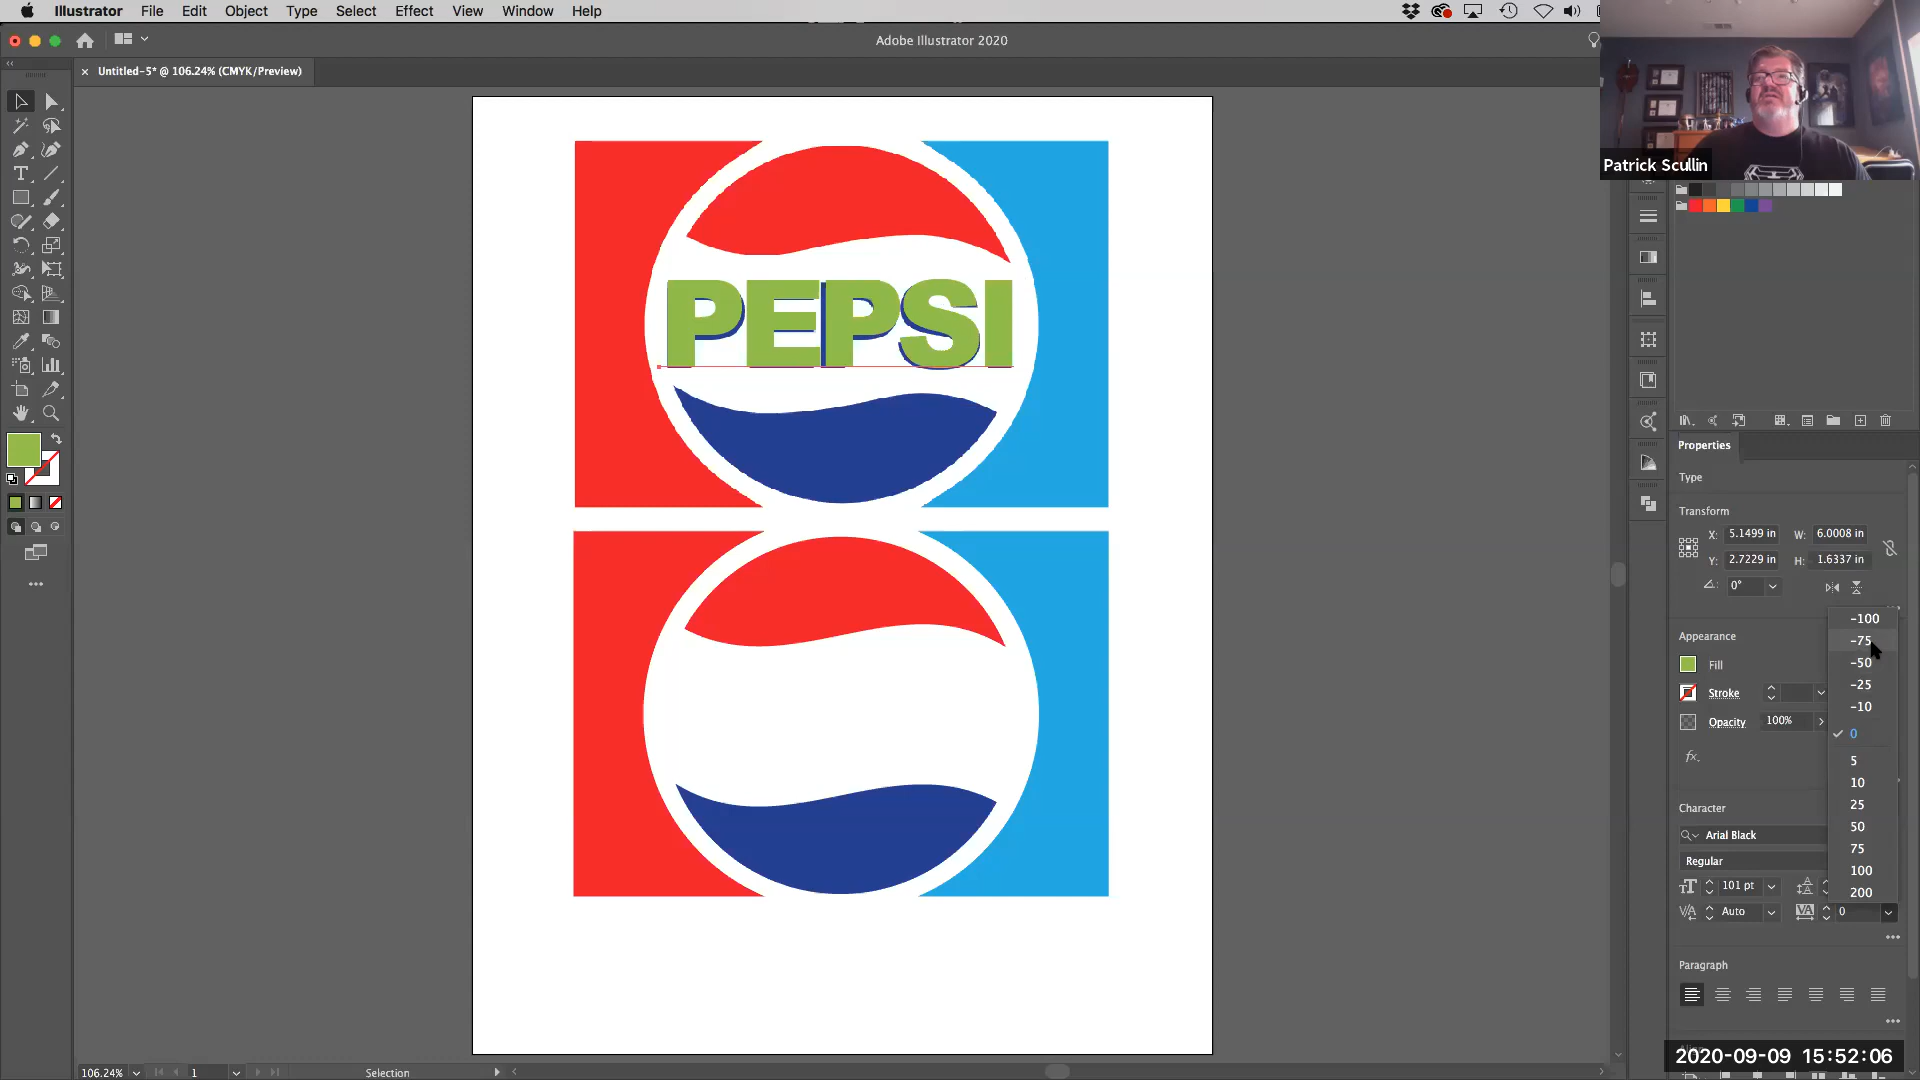 Illustrator File Edit Object Type Select Effect View Window Help
Adobe Illustrator 2020
Untitled-5* @ 106.24% (CMYK/Preview)
Patrick Scullin
PEPSI
Properties
Type
Transform
X: 5.1499 in W: 6.0008 in
Y: 2.7229 in H: 1.6337 in
0°
-100
Appearance
-75
Fill
-50
Stroke
-25
-10
Opacity 100%
0
fx.
5
10
Character
25
50
Arial Black
75
Regular
100
101 pt
200
Auto
0
Paragraph
2020-09-09 15:52:06
106.24% 1 Selection